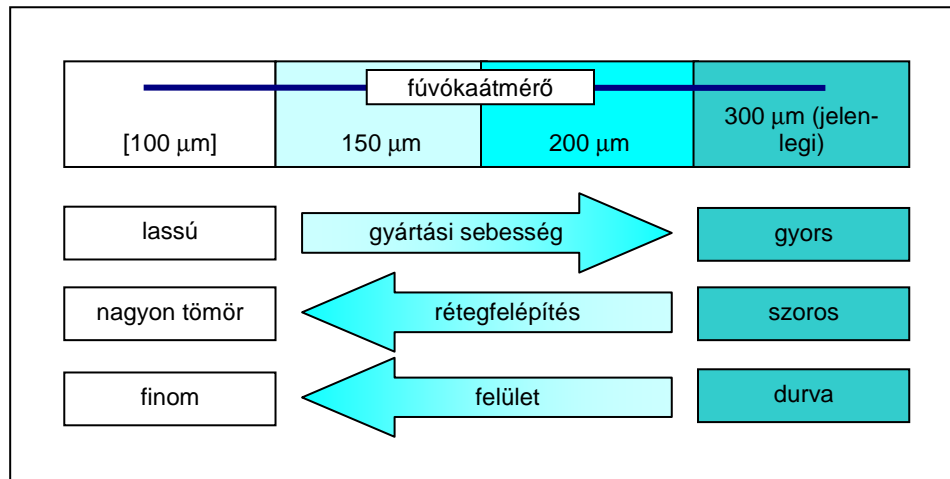 fúvókaátmérő
[100 µm]
150 µm
200 µm
300 µm (jelen-
legi)
lassú
gyártási sebesség
gyors
nagyon tömör
rétegfelépítés
szoros
finom
felület
durva